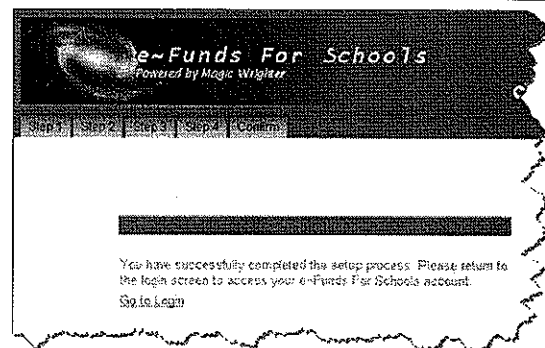 e~Funds For Schools
Powered by Magic Wrighter
Step 1 Step 2 Step 3 Step 4 Confirm
You have successfully completed the setup process. Please return to
the login screen to access your e~Funds For Schools account.
Go to Login